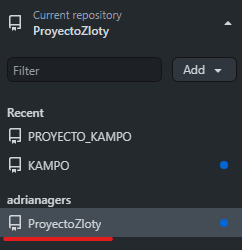 Current repository
ProyectoZloty
Filter
Add
Recent
PROYECTO_KAMPO
KAMPO
adrianagers
ProyectoZloty